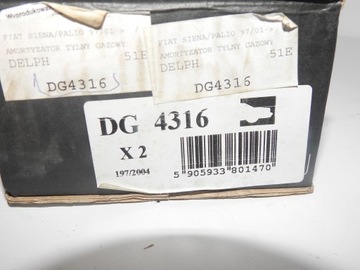 FIAT SIENA/PALIO 97/01->
AMORTYZATOR TYLNY GAZOWY
DELPH 51E
DG4316
FIAT SIENA/PALIO 97/01->
AMORTYZATOR TYLNY GAZOWY
DELPH 51E
DG4316
DG 4316
X 2
197/2004
5 905933 801470